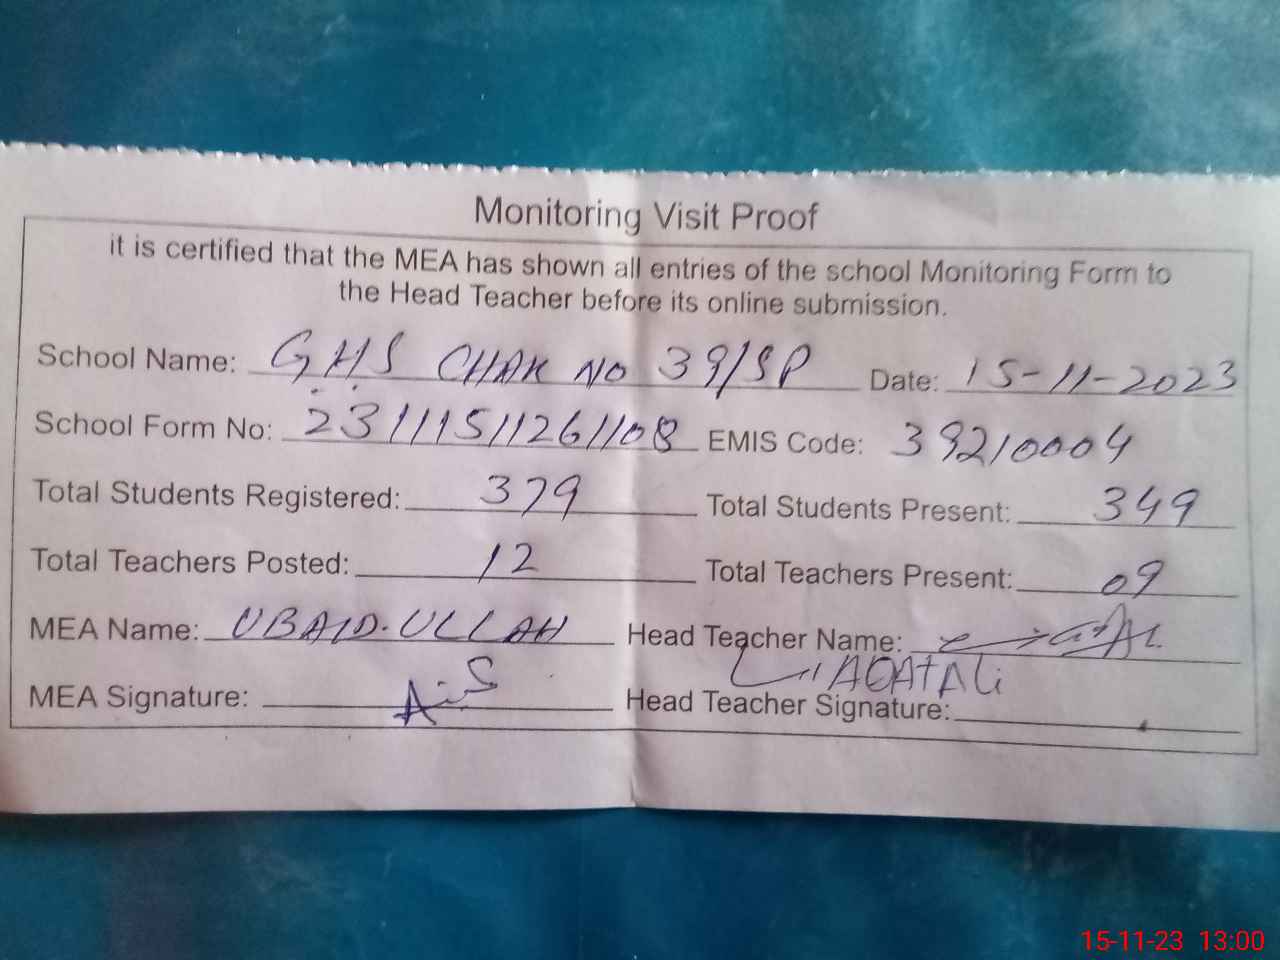 Monitoring Visit Proof
it is certified that the MEA has shown all entries of the school Monitoring Form to
the Head Teacher before its online submission.
School Name: GHS CHAK NO 39/SP Date: 15-11-2023
School Form No: 23111511261108 EMIS Code: 39210004
Total Students Registered: 379 Total Students Present: 349
Total Teachers Posted: 12 Total Teachers Present: 09
MEA Name: UBAID.ULLAH Head Teacher Name:
LIAQAT ALi
MEA Signature: Head Teacher Signature:
15-11-23 13:00